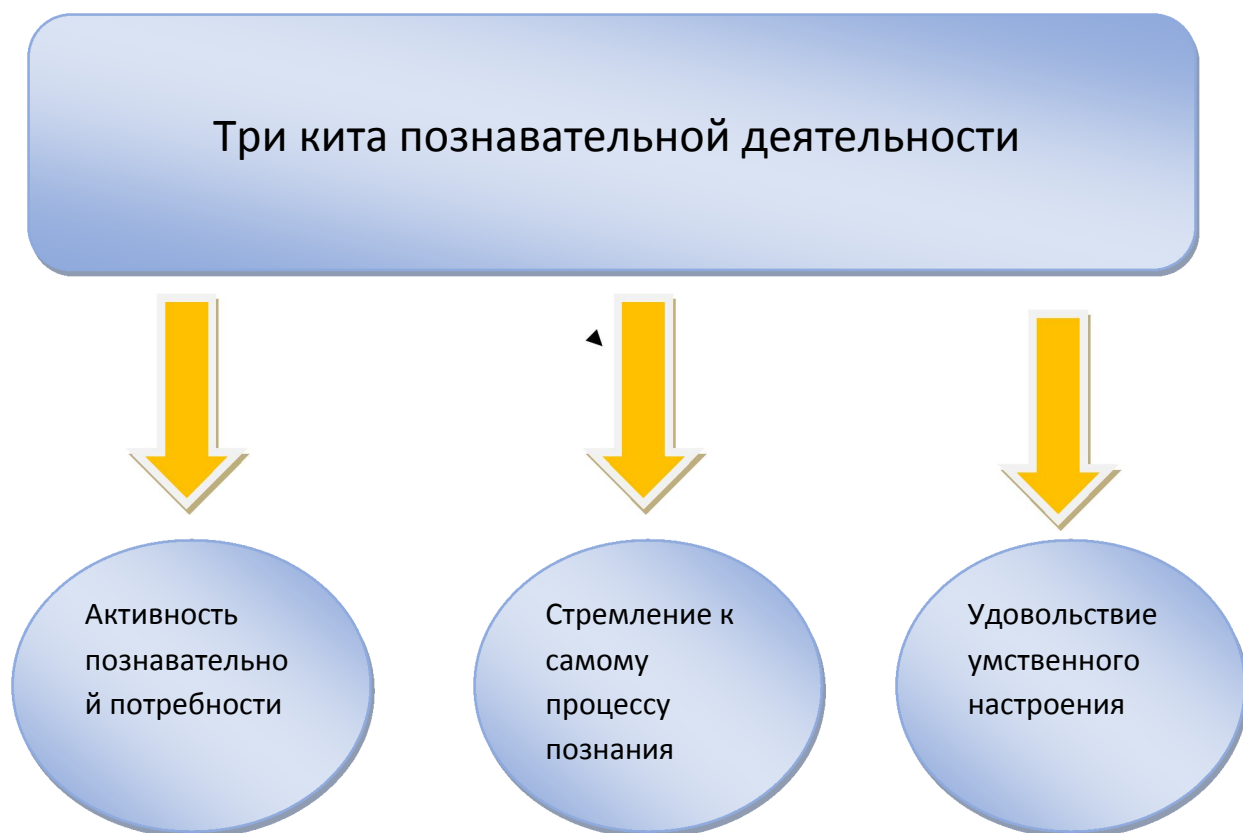 Три кита познавательной деятельности
Активность
познавательно
й потребности
Стремление к
самому
процессу
познания
Удовольствие
умственного
настроения